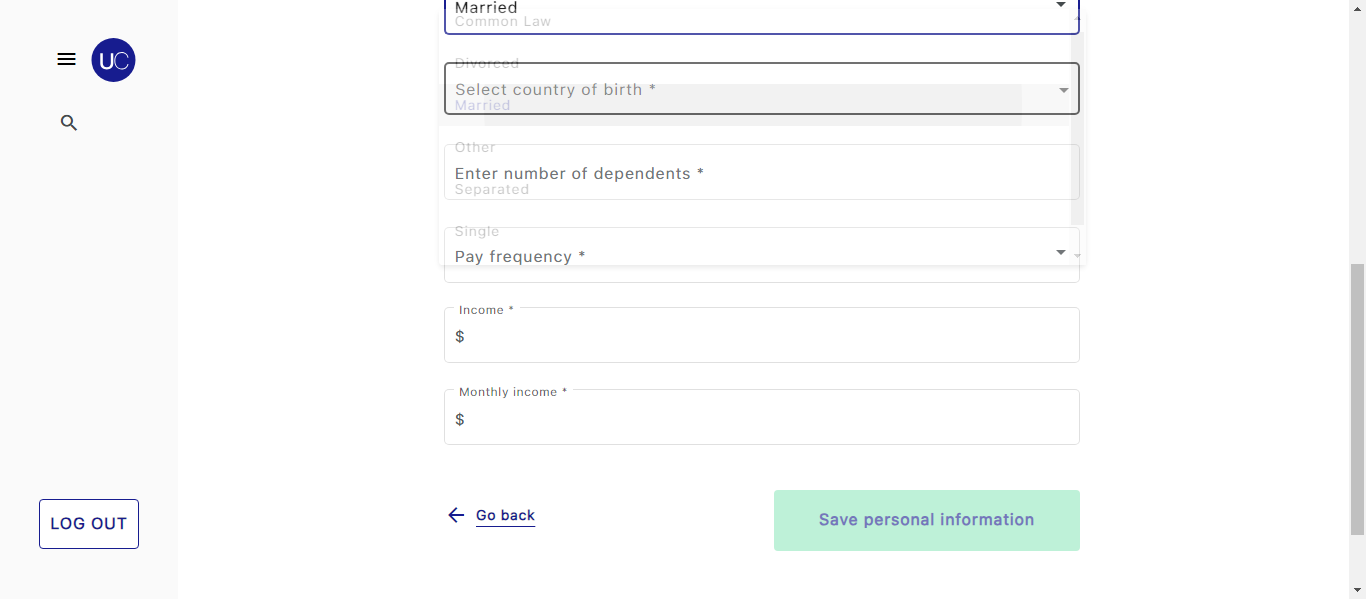 Married
Common Law
UC
Divorced
Select country of birth *
Married
Other
Enter number of dependents *
Separated
Single
Pay frequency *
Income *
$
Monthly income *
$
Go back
Save personal information
LOG OUT